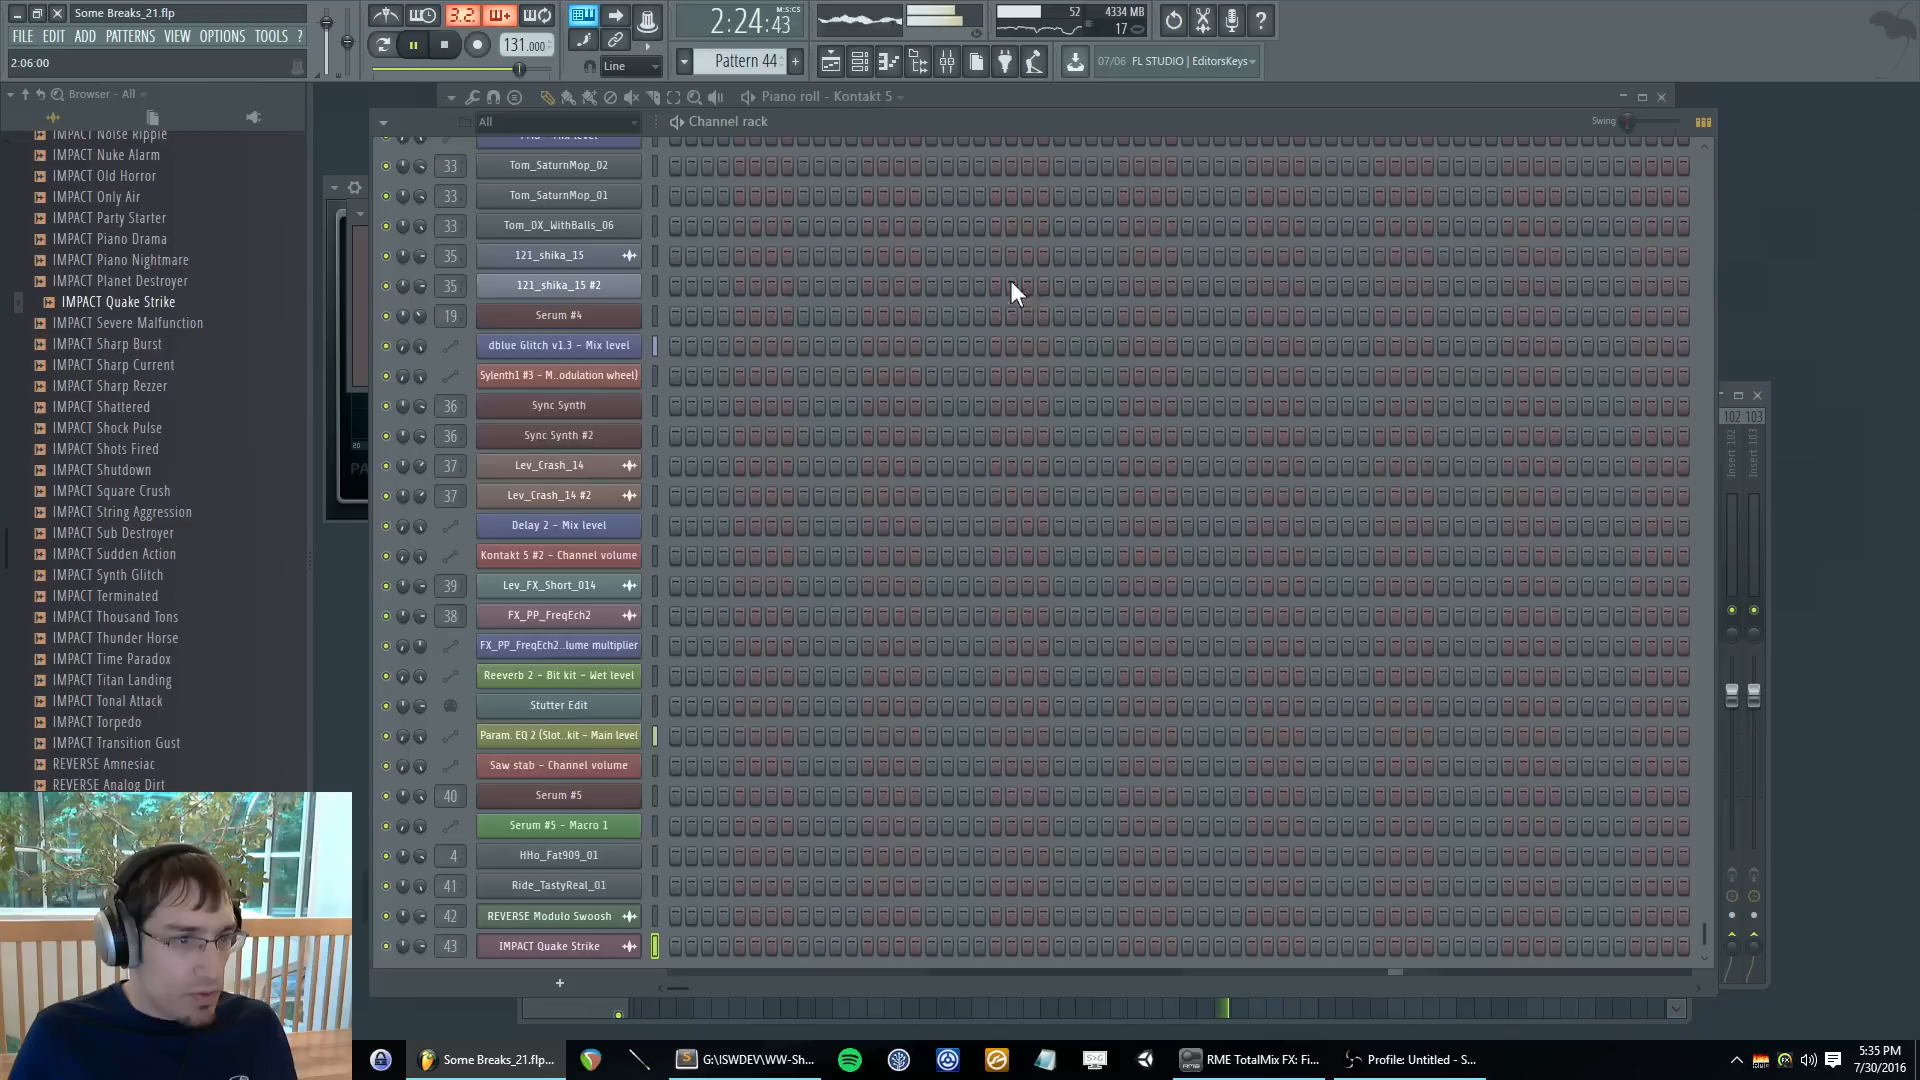 Some Breaks_21.flp
FILE EDIT ADD PATTERNS VIEW OPTIONS TOOLS ?
2:06:00
3.2
131.000
Line
2:24:43
M:S:CS
Pattern 44
52
4334 MB
17
07/06 FL STUDIO | EditorsKeys
Browser - All
Piano roll - Kontakt 5
All
Channel rack
Swing
IMPACT Noise Ripple
IMPACT Nuke Alarm
IMPACT Old Horror
IMPACT Only Air
IMPACT Party Starter
IMPACT Piano Drama
IMPACT Piano Nightmare
IMPACT Planet Destroyer
IMPACT Quake Strike
IMPACT Severe Malfunction
IMPACT Sharp Burst
IMPACT Sharp Current
IMPACT Sharp Rezzer
IMPACT Shattered
IMPACT Shock Pulse
IMPACT Shots Fired
IMPACT Shutdown
IMPACT Square Crush
IMPACT String Aggression
IMPACT Sub Destroyer
IMPACT Sudden Action
IMPACT Synth Glitch
IMPACT Terminated
IMPACT Thousand Tons
IMPACT Thunder Horse
IMPACT Time Paradox
IMPACT Titan Landing
IMPACT Tonal Attack
IMPACT Torpedo
IMPACT Transition Gust
REVERSE Amnesiac
REVERSE Analog Dirt
33 Tom_SaturnMop_02
33 Tom_SaturnMop_01
33 Tom_DX_WithBalls_06
35 121_shika_15
35 121_shika_15 #2
19 Serum #4
dblue Glitch v1.3 - Mix level
Sylenth1 #3 - M..odulation wheel)
36 Sync Synth
36 Sync Synth #2
37 Lev_Crash_14
37 Lev_Crash_14 #2
Delay 2 - Mix level
Kontakt 5 #2 - Channel volume
39 Lev_FX_Short_014
38 FX_PP_FreqEch2
FX_PP_FreqEch2..lume multiplier
Reeverb 2 - Bit kit - Wet level
Stutter Edit
Param. EQ 2 (Slot..kit - Main level
Saw stab - Channel volume
40 Serum #5
Serum #5 - Macro 1
4 HHo_Fat909_01
41 Ride_TastyReal_01
42 REVERSE Modulo Swoosh
43 IMPACT Quake Strike
+
102 103
Insert 102
Insert 103
Some Breaks_21.flp...
G:\ISWDEV\WW-Sh...
RME TotalMix FX: Fi...
Profile: Untitled - S...
5:35 PM
7/30/2016